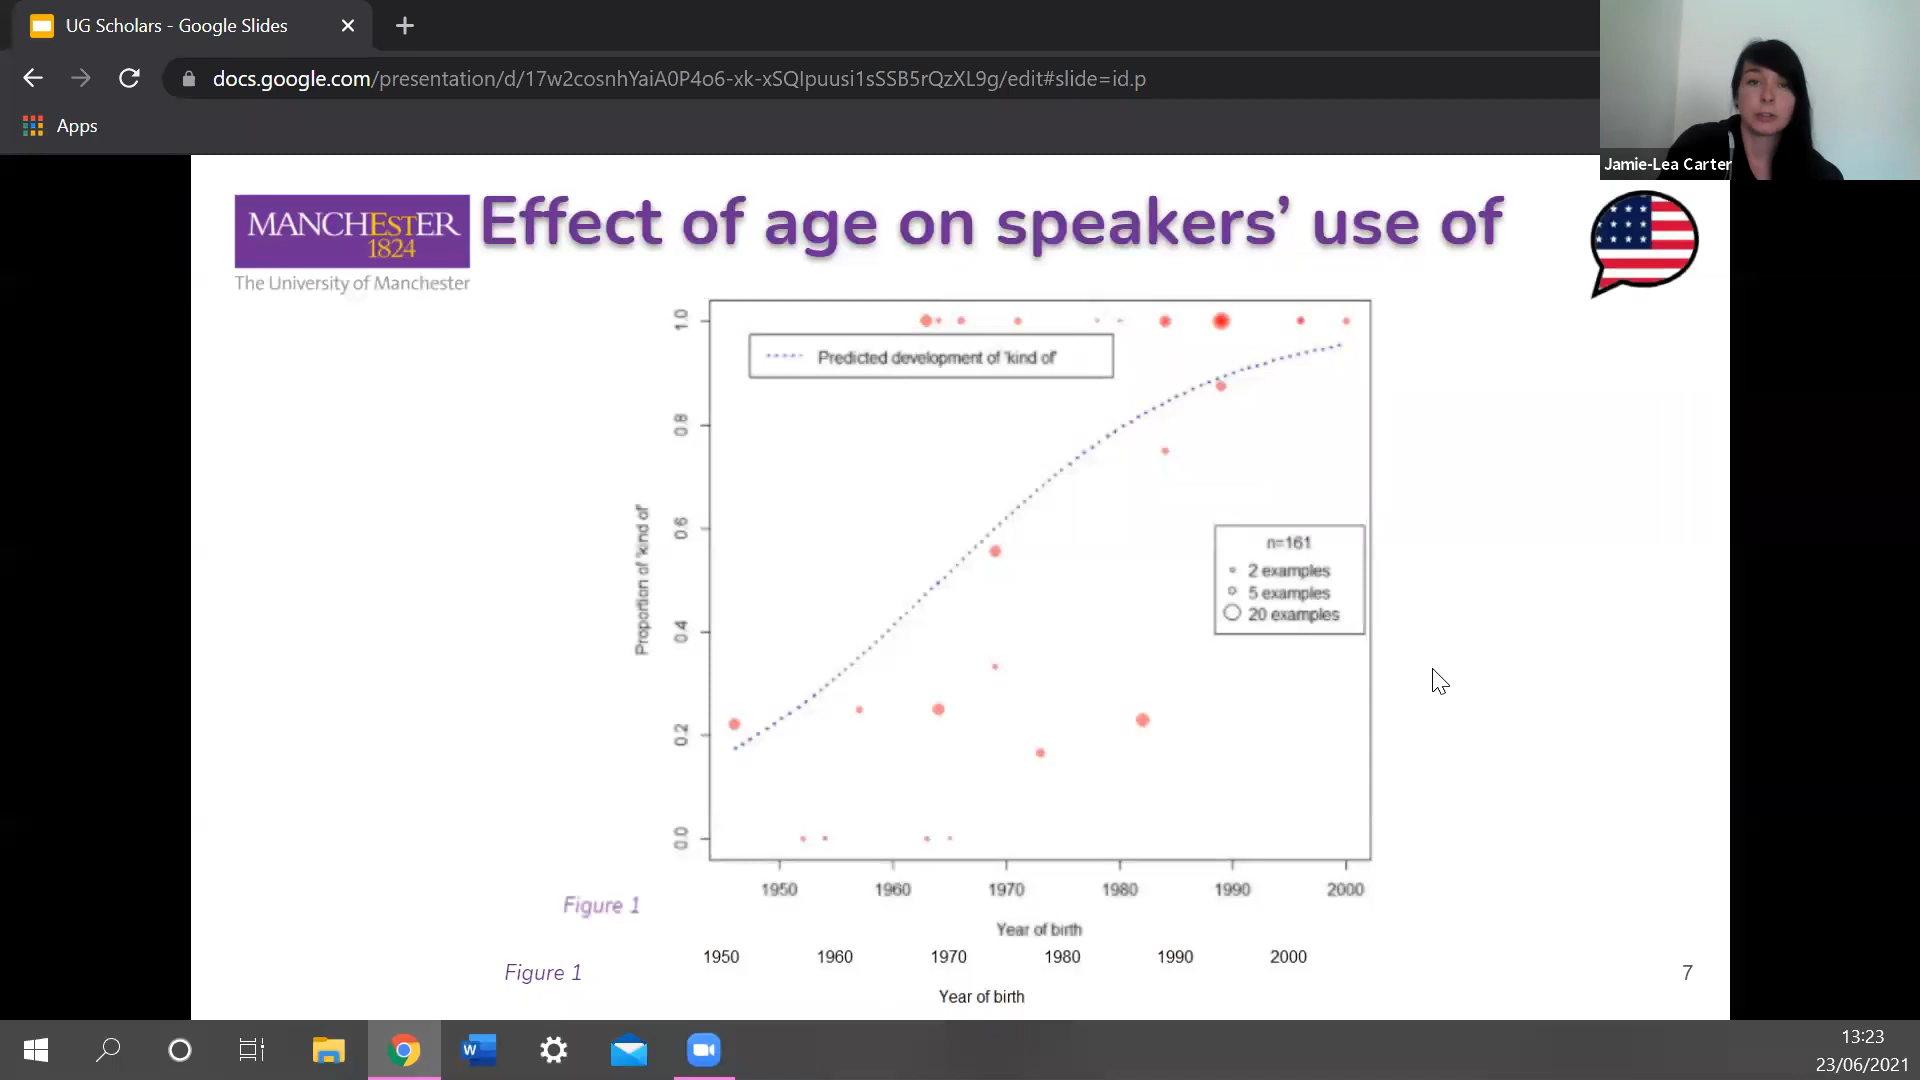 UG Scholars - Google Slides
docs.google.com/presentation/d/17w2cosnhYaiA0P4o6-xk-xSQIpuusi1sSSB5rQzXL9g/edit#slide=id.p
Apps
Jamie-Lea Carter
MANCHESTER
1824
The University of Manchester
Effect of age on speakers’ use of
Predicted development of 'kind of'
Proportion of 'kind of'
1.0
0.8
0.6
0.4
0.2
0.0
n=161
2 examples
5 examples
20 examples
1950 1960 1970 1980 1990 2000
Figure 1
Year of birth
1950 1960 1970 1980 1990 2000
Figure 1
Year of birth
7
W
13:23
23/06/2021